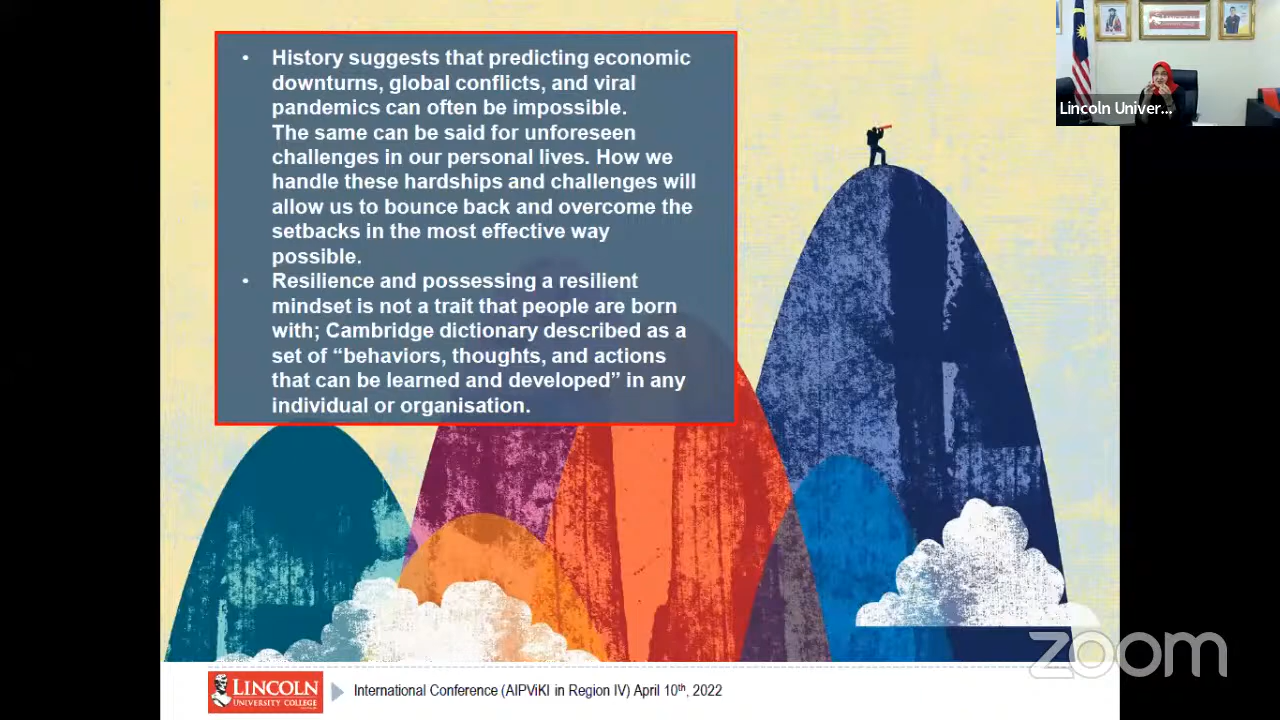 • History suggests that predicting economic
downturns, global conflicts, and viral
pandemics can often be impossible.
The same can be said for unforeseen
challenges in our personal lives. How we
handle these hardships and challenges will
allow us to bounce back and overcome the
setbacks in the most effective way
possible.
• Resilience and possessing a resilient
mindset is not a trait that people are born
with; Cambridge dictionary described as a
set of “behaviors, thoughts, and actions
that can be learned and developed” in any
individual or organisation.
Lincoln Univer...
LINCOLN
UNIVERSITY COLLEGE
International Conference (AIPViKI in Region IV) April 10th, 2022
zoom